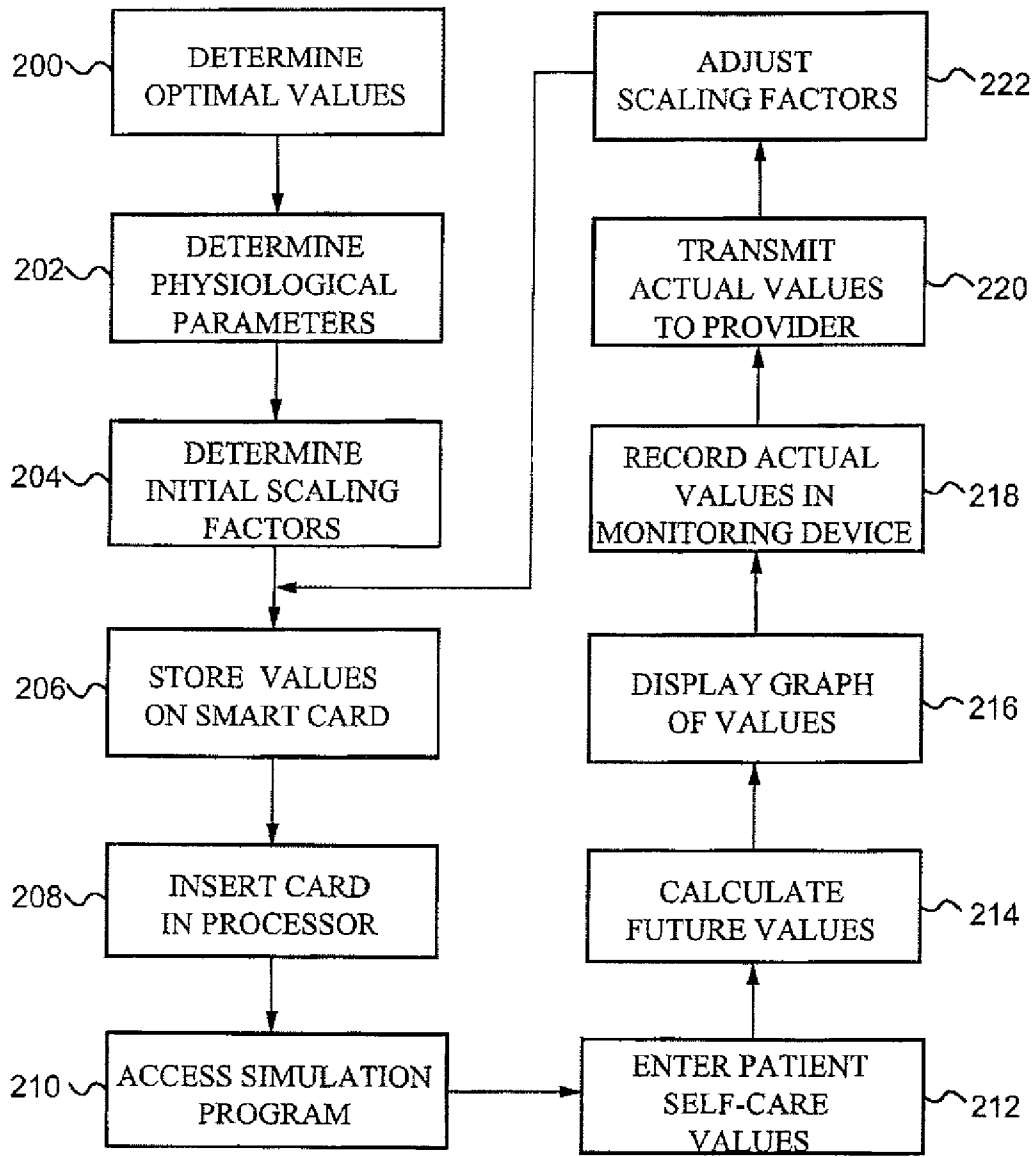 200
DETERMINE
OPTIMAL VALUES
202
DETERMINE
PHYSIOLOGICAL
PARAMETERS
204
DETERMINE
INITIAL SCALING
FACTORS
206
STORE VALUES
ON SMART CARD
208
INSERT CARD
IN PROCESSOR
210
ACCESS SIMULATION
PROGRAM
ENTER PATIENT
SELF-CARE
VALUES
212
CALCULATE
FUTURE VALUES
214
DISPLAY GRAPH
OF VALUES
216
RECORD ACTUAL
VALUES IN
MONITORING DEVICE
218
TRANSMIT
ACTUAL VALUES
TO PROVIDER
220
ADJUST
SCALING FACTORS
222